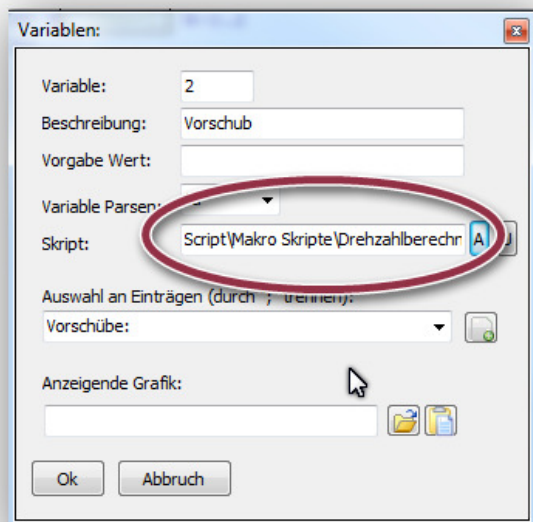 Variablen:
Variable: 2
Beschreibung: Vorschub
Vorgabe Wert:
Variable Parsen:
Skript: Script\Makro Skripte\Drehzahlberechn A
Auswahl an Einträgen (durch ; trennen):
Vorschübe:
Anzeigende Grafik:
Ok Abbruch